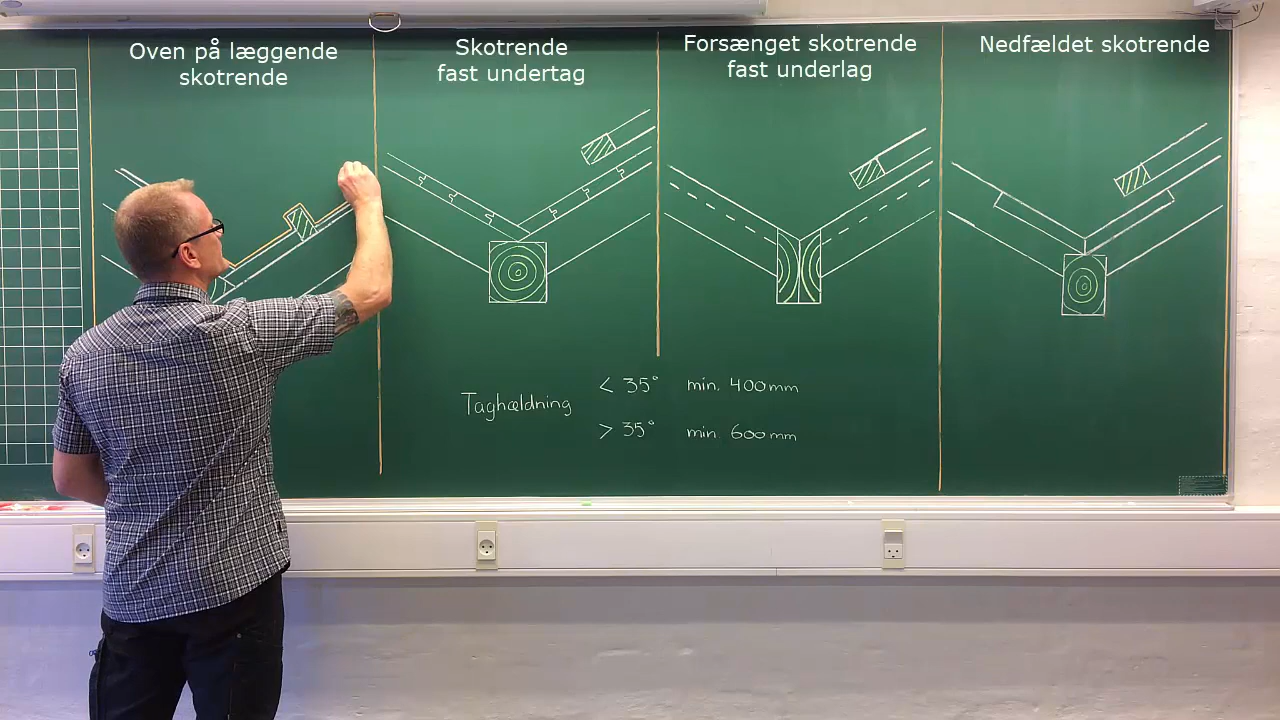 Oven på læggende
skotrende
Skotrende
fast undertag
Forsænget skotrende
fast underlag
Nedfældet skotrende
Taghældning
< 35° min. 400mm
> 35° min 600mm